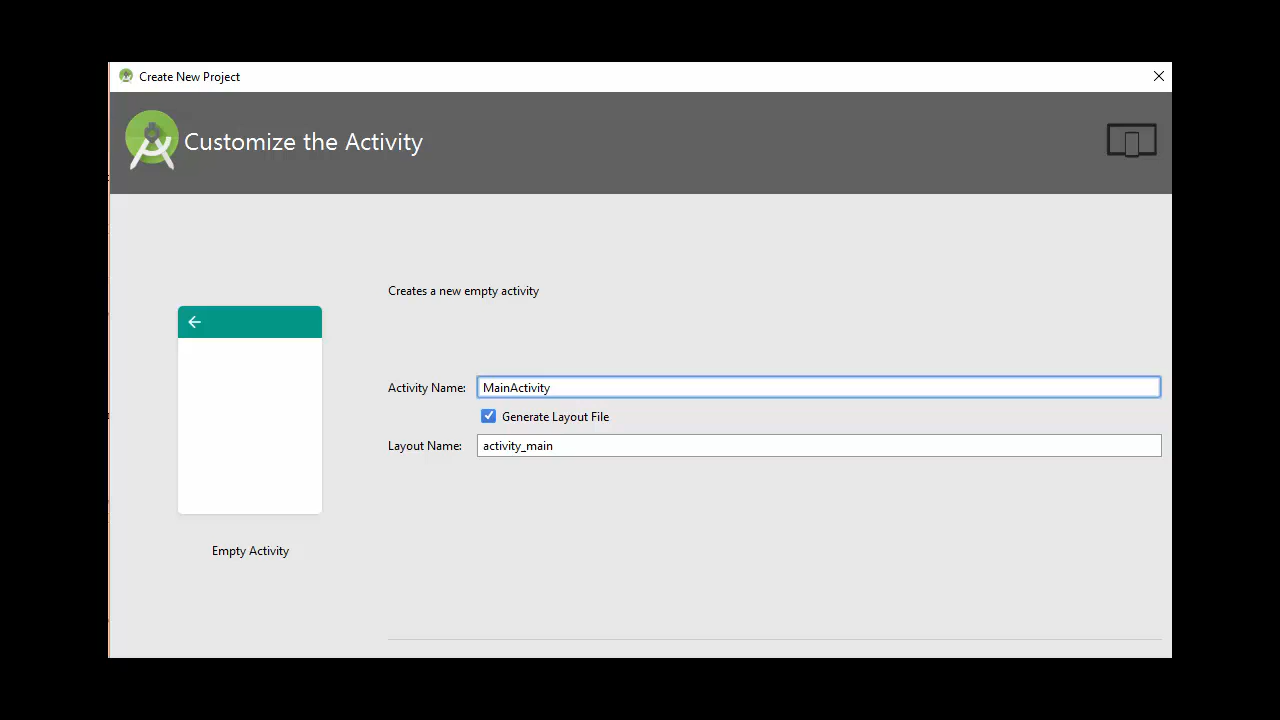 Create New Project
Customize the Activity
Creates a new empty activity
Activity Name: MainActivity
Generate Layout File
Layout Name: activity_main
Empty Activity